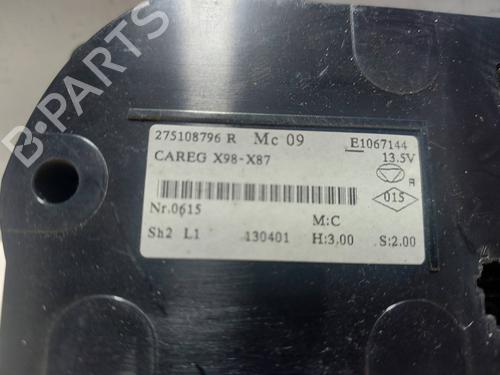 B-PARTS
275108796 R Mc 09 E1067144
CAREG X98-X87 13.5V
R
015
Nr.0615 M:C
Sh2 L1 130401 H:3.00 S:2.00